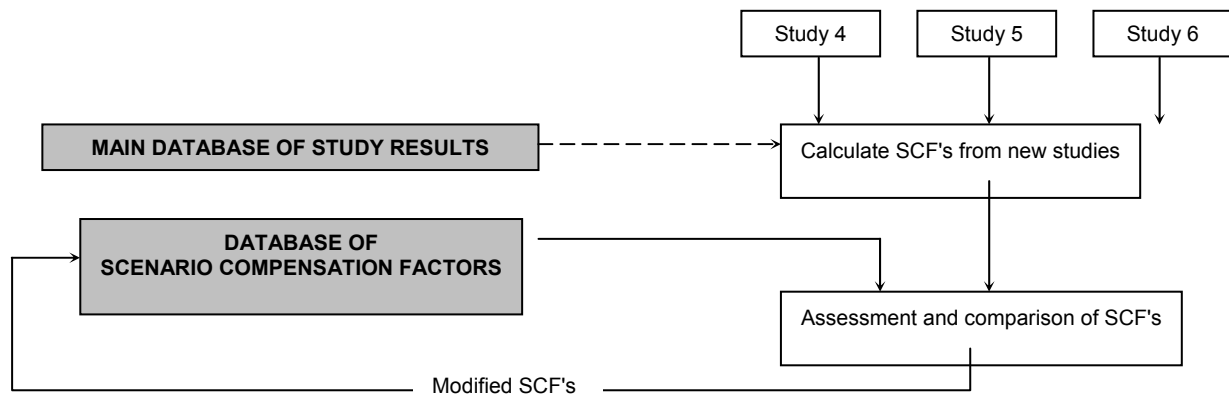 Study 4
Study 5
Study 6
MAIN DATABASE OF STUDY RESULTS
Calculate SCF's from new studies
DATABASE OF
SCENARIO COMPENSATION FACTORS
Assessment and comparison of SCF's
Modified SCF's